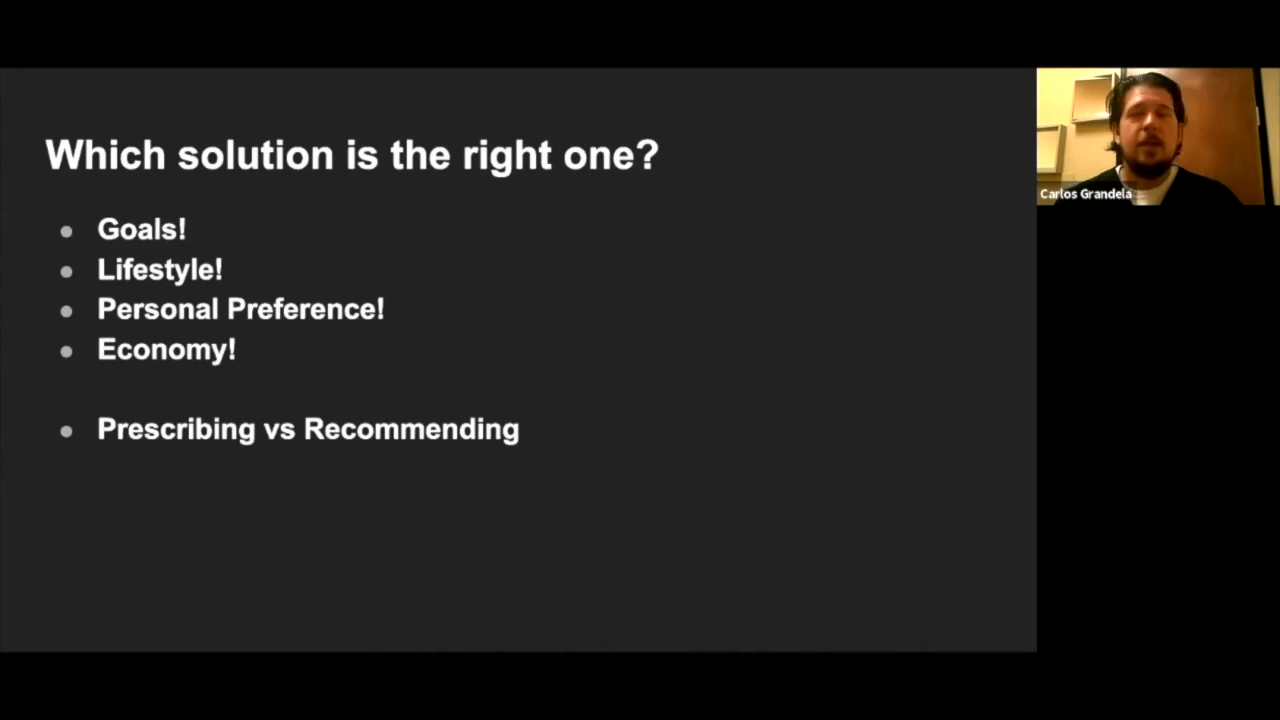 Which solution is the right one?
Goals!
Lifestyle!
Personal Preference!
Economy!
Prescribing vs Recommending
Carlos Grandela